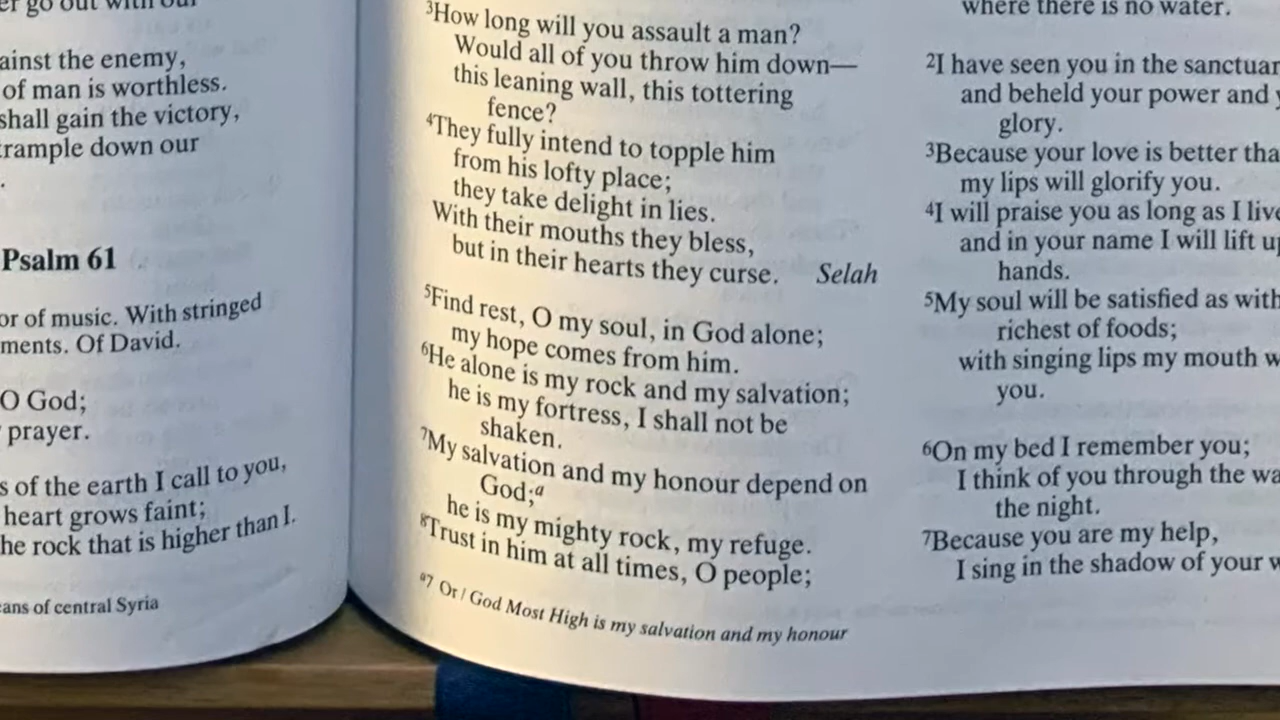 ainst the enemy,
of man is worthless.
shall gain the victory,
trample down our
.
Psalm 61
or of music. With stringed
ments. Of David.
O God;
prayer.
s of the earth I call to you,
heart grows faint;
he rock that is higher than I.
ans of central Syria
³How long will you assault a man?
Would all of you throw him down—
this leaning wall, this tottering
fence?
⁴They fully intend to topple him
from his lofty place;
they take delight in lies.
With their mouths they bless,
but in their hearts they curse. Selah
⁵Find rest, O my soul, in God alone;
my hope comes from him.
⁶He alone is my rock and my salvation;
he is my fortress, I shall not be
shaken.
⁷My salvation and my honour depend on
God;ᵃ
he is my mighty rock, my refuge.
⁸Trust in him at all times, O people;
ᵃ7 Or / God Most High is my salvation and my honour
where there is no water.
²I have seen you in the sanctuar
and beheld your power and y
glory.
³Because your love is better tha
my lips will glorify you.
⁴I will praise you as long as I live
and in your name I will lift up
hands.
⁵My soul will be satisfied as with
richest of foods;
with singing lips my mouth w
you.
⁶On my bed I remember you;
I think of you through the wa
the night.
⁷Because you are my help,
I sing in the shadow of your w